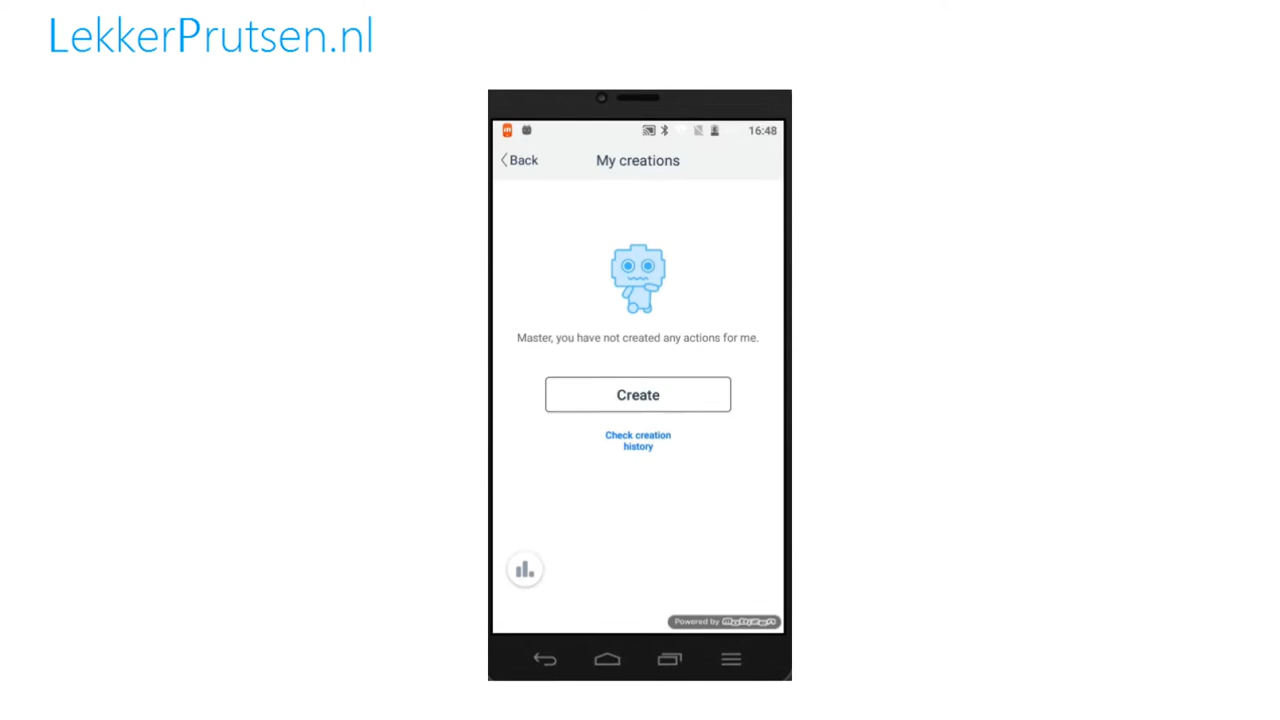 LekkerPrutsen.nl
16:48
Back
My creations
Master, you have not created any actions for me.
Create
Check creation
history
Powered by Mobizen